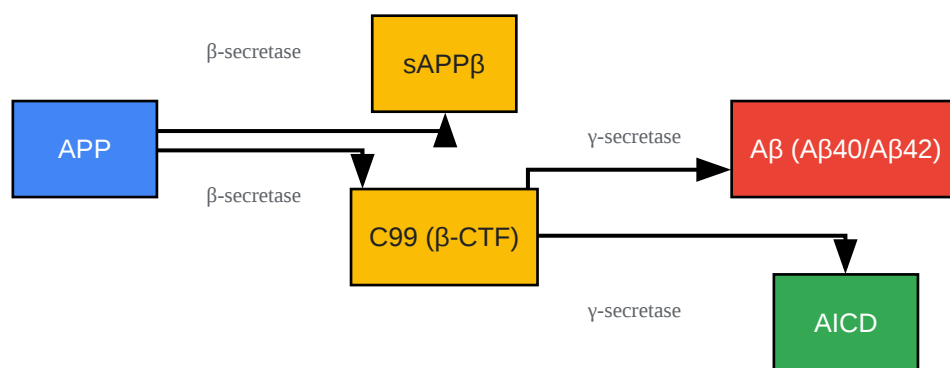 β-secretase
sAPPβ
APP
γ-secretase
Aβ (Aβ40/Aβ42)
β-secretase
C99 (β-CTF)
γ-secretase
AICD